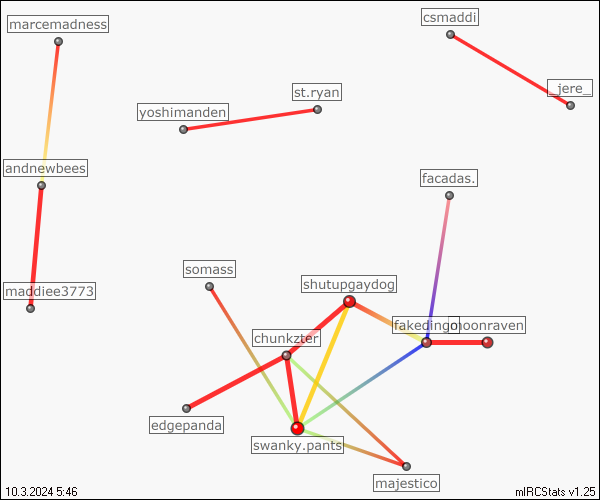 marcemadness
csmaddi
_jere_
st.ryan
yoshimanden
andnewbees
facadas.
somass
maddiee3773
shutupgaydog
fakedingo
moonraven
chunkzter
edgepanda
swanky.pants
majestico
10.3.2024 5:46
mIRCStats v1.25